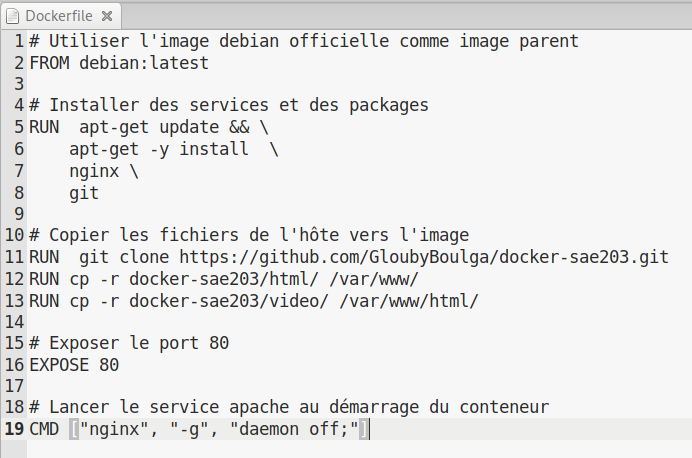 Dockerfile
1 # Utiliser l'image debian officielle comme image parent
2 FROM debian:latest
3
4 # Installer des services et des packages
5 RUN  apt-get update && \
6     apt-get -y install  \
7     nginx \
8     git
9
10 # Copier les fichiers de l'hôte vers l'image
11 RUN  git clone https://github.com/GloubyBoulga/docker-sae203.git
12 RUN cp -r docker-sae203/html/ /var/www/
13 RUN cp -r docker-sae203/video/ /var/www/html/
14
15 # Exposer le port 80
16 EXPOSE 80
17
18 # Lancer le service apache au démarrage du conteneur
19 CMD ["nginx", "-g", "daemon off;"]